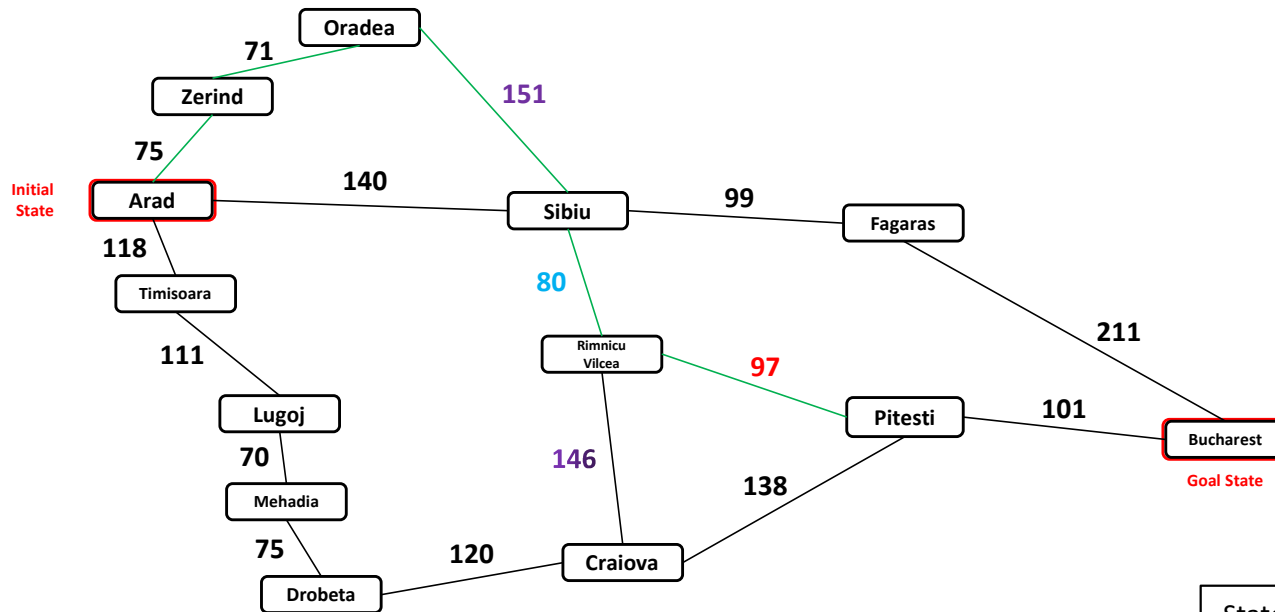 Oradea
71
Zerind
151
75
Initial
State
Arad
140
Sibiu
99
Fagaras
118
Timisoara
80
111
Rimnicu
Vilcea
97
211
Lugoj
Pitesti
101
Bucharest
70
146
138
Goal State
Mehadia
75
120
Craiova
Drobeta
State